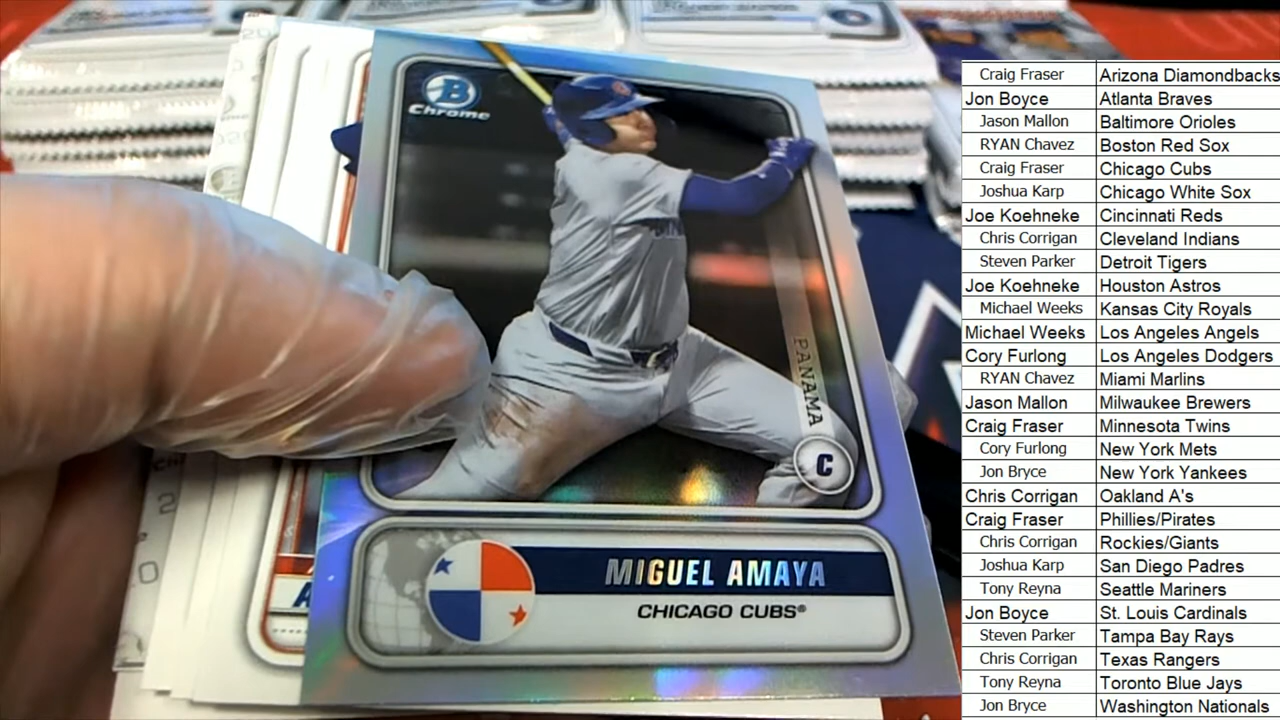 B
Chrome
PANAMA
C
MIGUEL AMAYA
CHICAGO CUBS®
Craig Fraser Arizona Diamondbacks
Jon Boyce Atlanta Braves
Jason Mallon Baltimore Orioles
RYAN Chavez Boston Red Sox
Craig Fraser Chicago Cubs
Joshua Karp Chicago White Sox
Joe Koehneke Cincinnati Reds
Chris Corrigan Cleveland Indians
Steven Parker Detroit Tigers
Joe Koehneke Houston Astros
Michael Weeks Kansas City Royals
Michael Weeks Los Angeles Angels
Cory Furlong Los Angeles Dodgers
RYAN Chavez Miami Marlins
Jason Mallon Milwaukee Brewers
Craig Fraser Minnesota Twins
Cory Furlong New York Mets
Jon Bryce New York Yankees
Chris Corrigan Oakland A's
Craig Fraser Phillies/Pirates
Chris Corrigan Rockies/Giants
Joshua Karp San Diego Padres
Tony Reyna Seattle Mariners
Jon Boyce St. Louis Cardinals
Steven Parker Tampa Bay Rays
Chris Corrigan Texas Rangers
Tony Reyna Toronto Blue Jays
Jon Bryce Washington Nationals